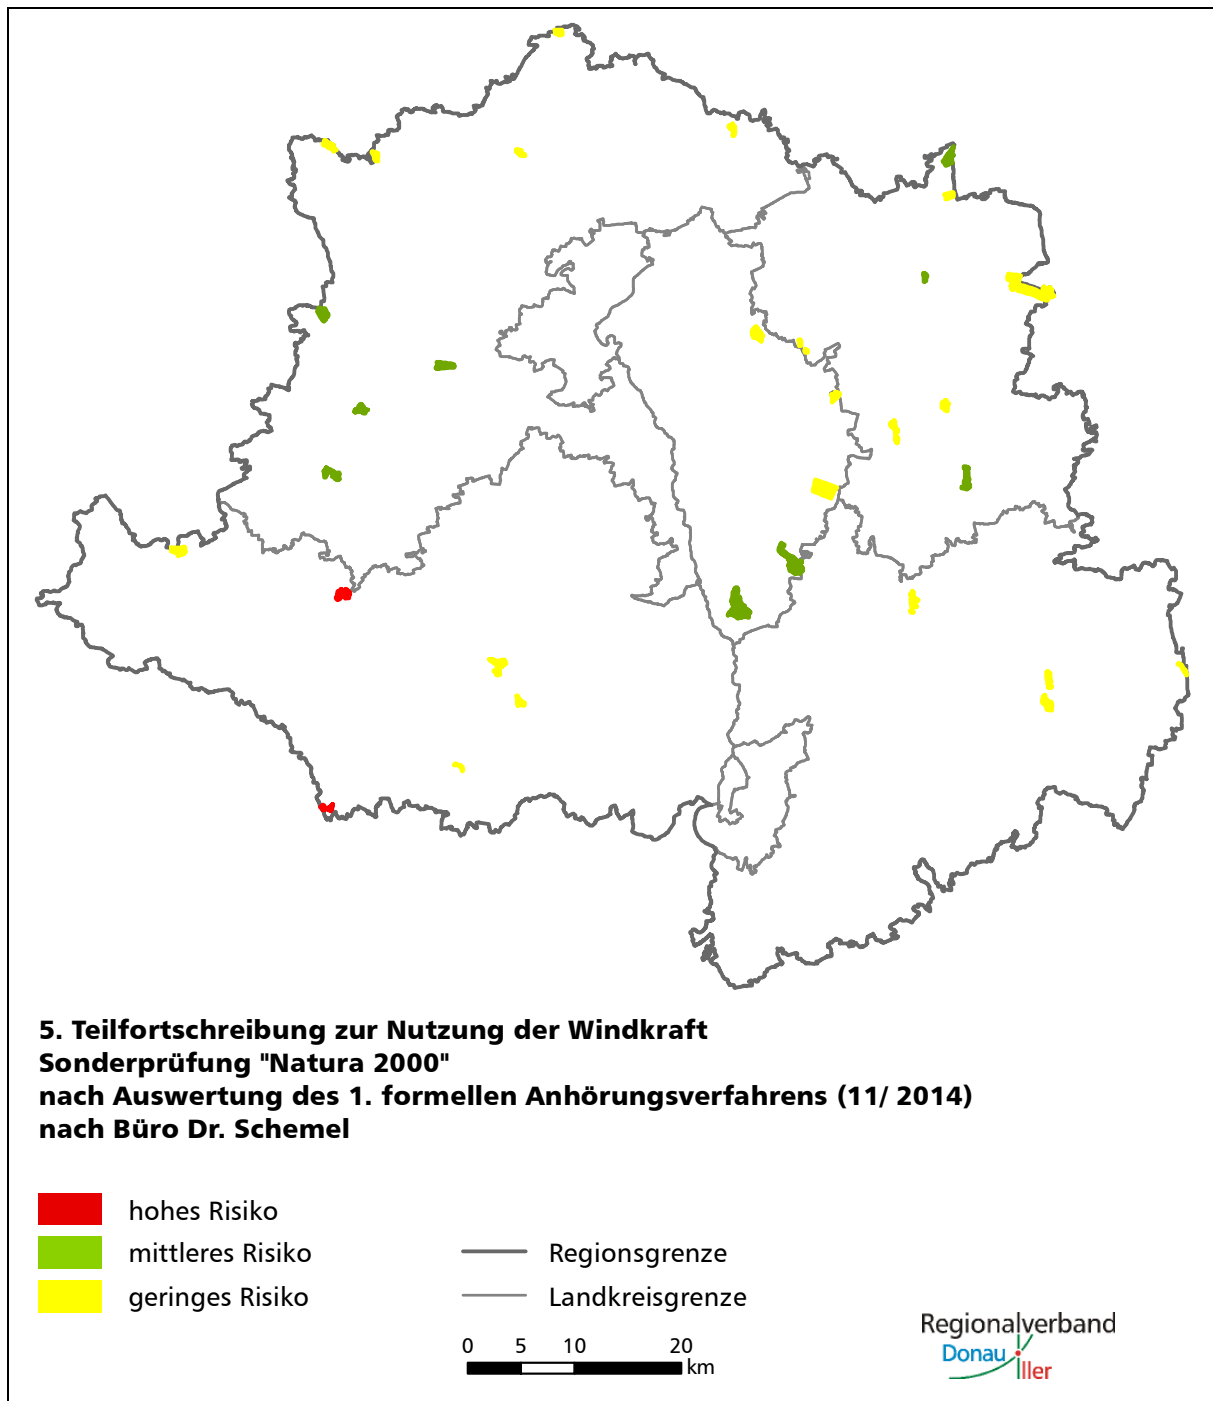 5. Teilfortschreibung zur Nutzung der Windkraft
Sonderprüfung "Natura 2000"
nach Auswertung des 1. formellen Anhörungsverfahrens (11/ 2014)
nach Büro Dr. Schemel
hohes Risiko
mittleres Risiko
geringes Risiko
Regionsgrenze
Landkreisgrenze
0 5 10 20
km
Regionalverband
Donau
Iller